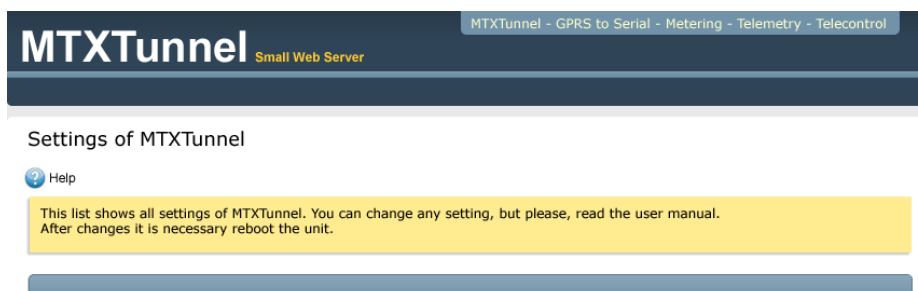 MTXTunnel - GPRS to Serial - Metering - Telemetry - Telecontrol
MTXTunnel Small Web Server
Settings of MTXTunnel
? Help
This list shows all settings of MTXTunnel. You can change any setting, but please, read the user manual.
After changes it is necessary reboot the unit.